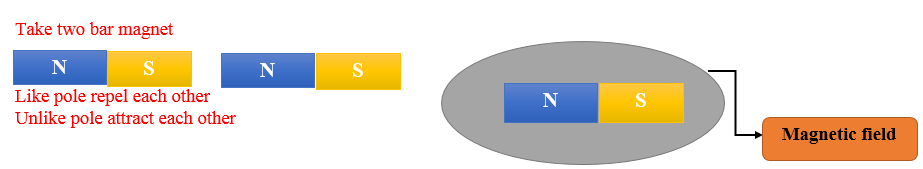 Take two bar magnet
N S N S
Like pole repel each other
Unlike pole attract each other
N S
Magnetic field